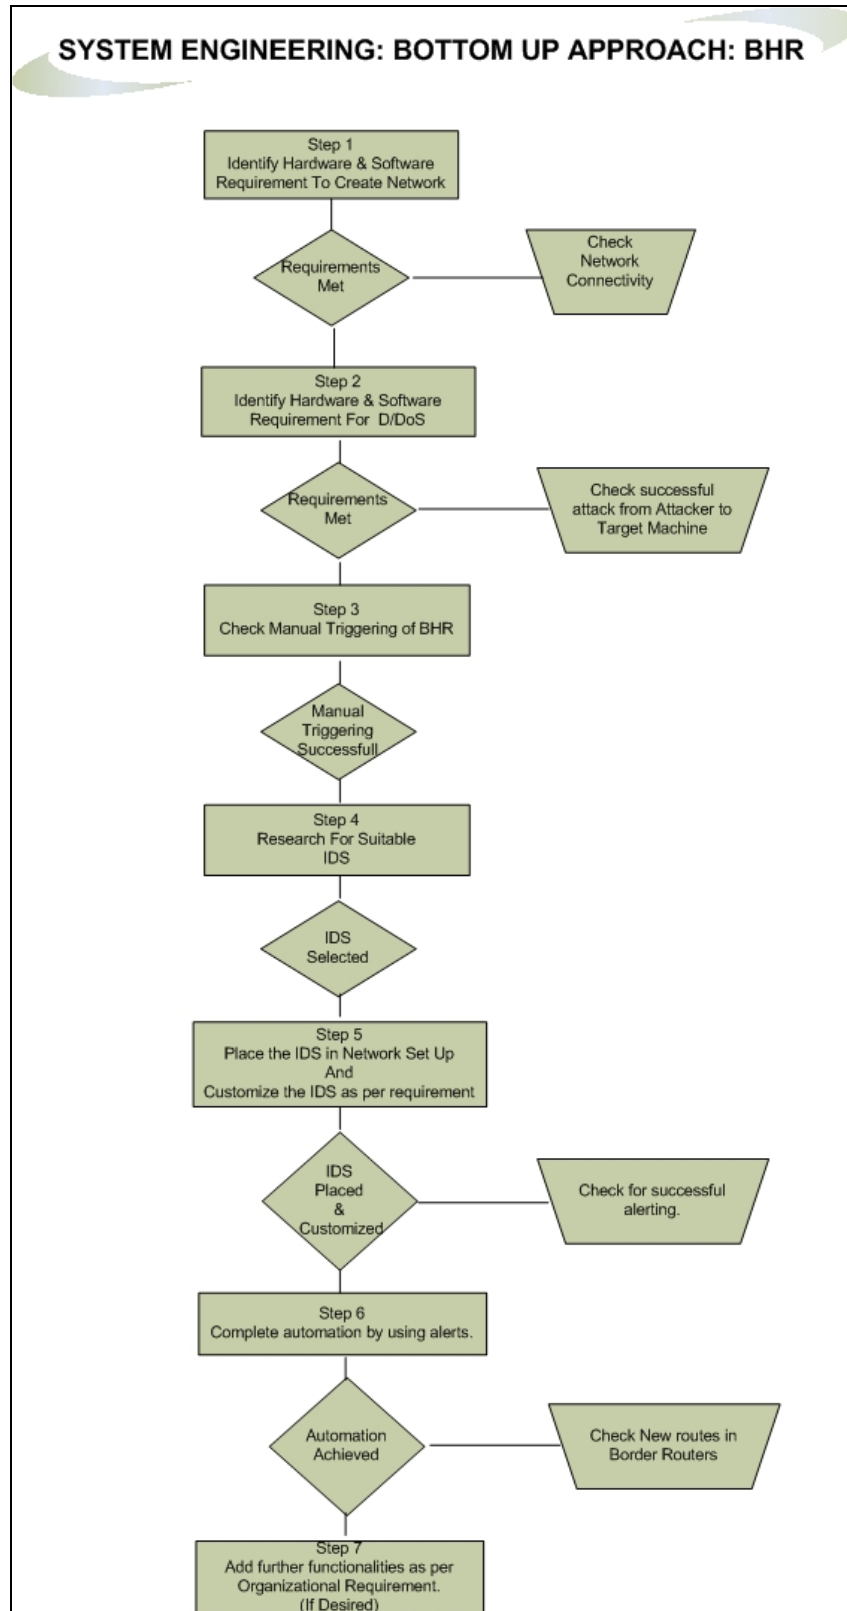 SYSTEM ENGINEERING: BOTTOM UP APPROACH: BHR
Step 1
Identify Hardware & Software
Requirement To Create Network
Requirements
Met
Check
Network
Connectivity
Step 2
Identify Hardware & Software
Requirement For D/DoS
Requirements
Met
Check successful
attack from Attacker to
Target Machine
Step 3
Check Manual Triggering of BHR
Manual
Triggering
Successfull
Step 4
Research For Suitable
IDS
IDS
Selected
Step 5
Place the IDS in Network Set Up
And
Customize the IDS as per requirement
IDS
Placed
&
Customized
Check for successful
alerting.
Step 6
Complete automation by using alerts.
Automation
Achieved
Check New routes in
Border Routers
Step 7
Add further functionalities as per
Organizational Requirement.
(If Desired)